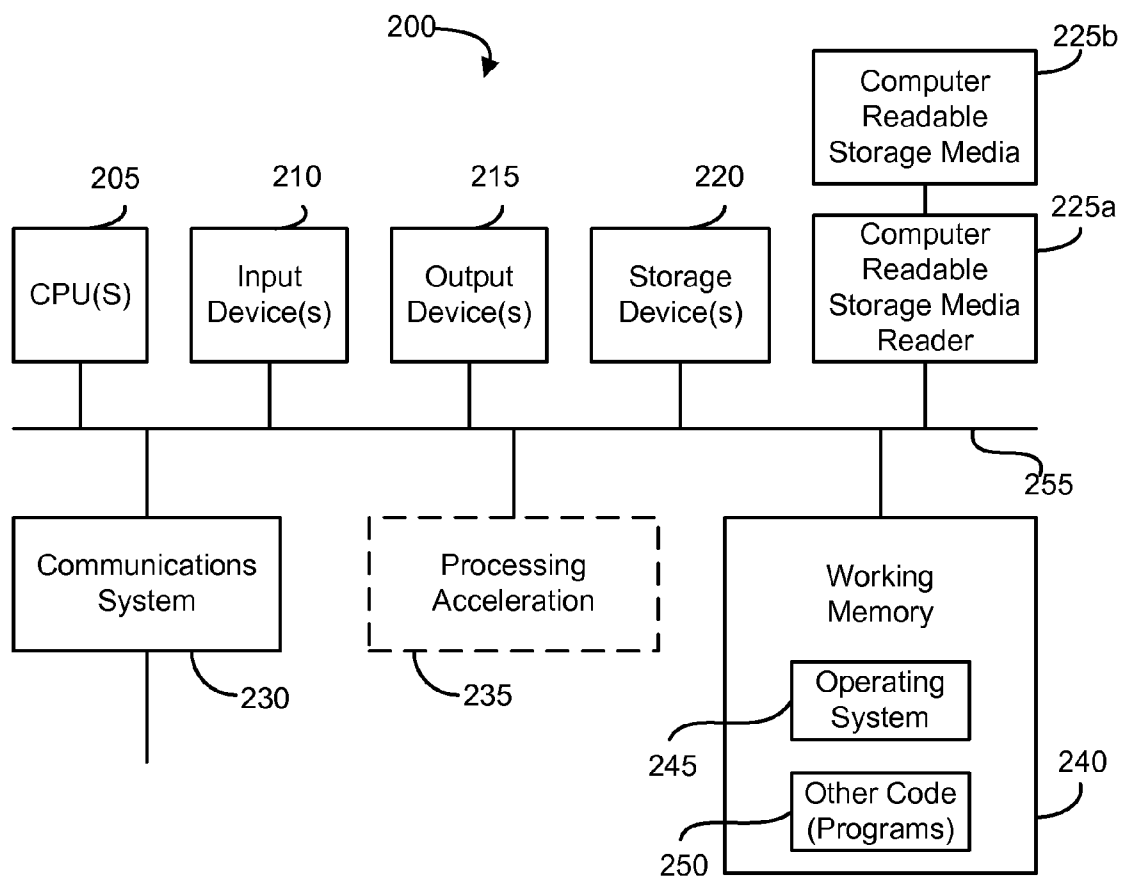 200
225b
Computer
Readable
Storage Media
205
210
215
220
225a
CPU(S)
Input
Device(s)
Output
Device(s)
Storage
Device(s)
Computer
Readable
Storage Media
Reader
255
Communications
System
Processing
Acceleration
Working
Memory
230
235
Operating
System
245
240
Other Code
(Programs)
250